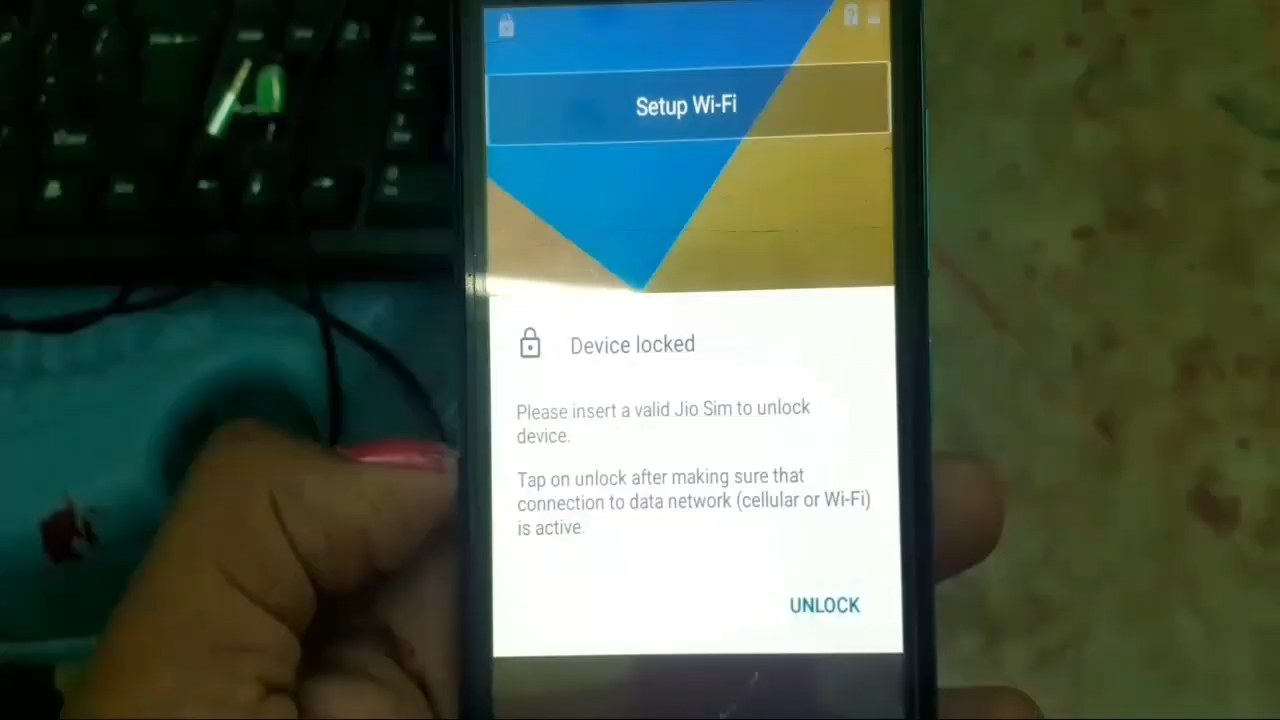 Setup Wi-Fi
Device locked
Please insert a valid Jio Sim to unlock
device.
Tap on unlock after making sure that
connection to data network (cellular or Wi-Fi)
is active.
UNLOCK